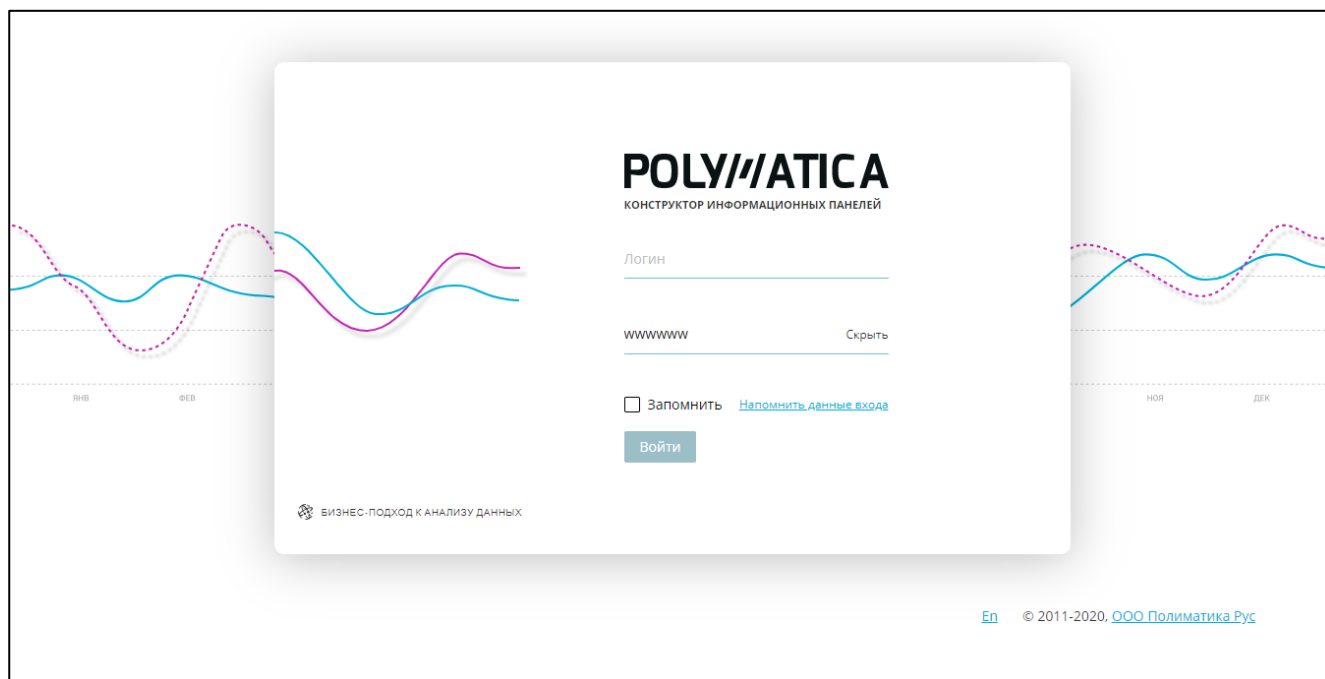 POLYMATICA
КОНСТРУКТОР ИНФОРМАЦИОННЫХ ПАНЕЛЕЙ
Логин
wwwwww Скрыть
ЯНВ ФЕВ НОЯ ДЕК
Запомнить Напомнить данные входа
Войти
БИЗНЕС-ПОДХОД К АНАЛИЗУ ДАННЫХ
En © 2011-2020, ООО Полиматика Рус